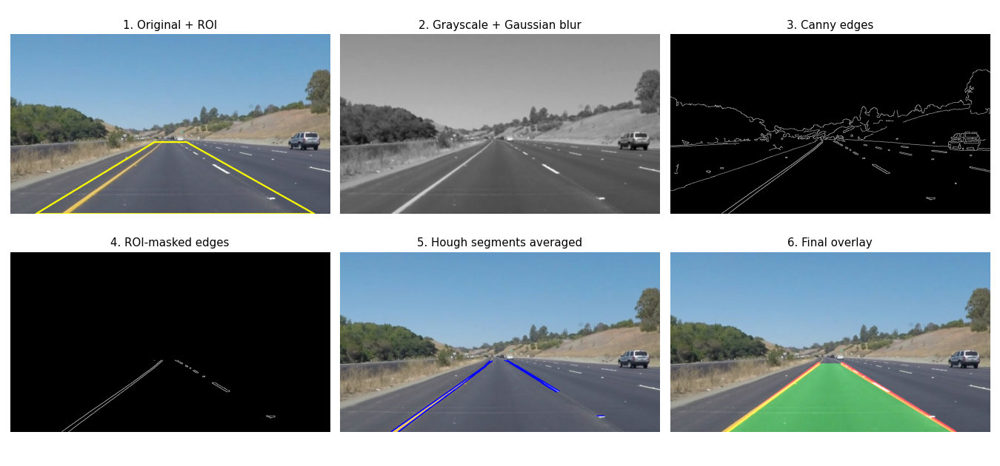 1. Original + ROI
2. Grayscale + Gaussian blur
3. Canny edges
4. ROI-masked edges
5. Hough segments averaged
6. Final overlay